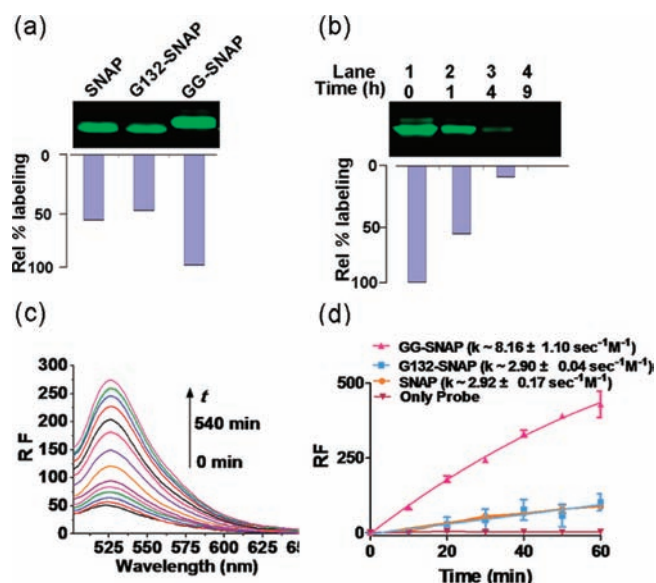 (a)
SNAP
G132-SNAP
GG-SNAP
0
50
100
Rel % labeling
(b)
Lane 1 2 3 4
Time (h) 0 1 4 9
0
50
100
Rel % labeling
(c)
300
250
200
150
100
50
0
RF
t
540 min
0 min
525 550 575 600 625 65
Wavelength (nm)
(d)
GG-SNAP (k ~ 8.16 ± 1.10 sec⁻¹M⁻¹)
G132-SNAP (k ~ 2.90 ± 0.04 sec⁻¹M⁻¹)
SNAP (k ~ 2.92 ± 0.17 sec⁻¹M⁻¹)
Only Probe
500
250
0
RF
0 20 40 60
Time (min)